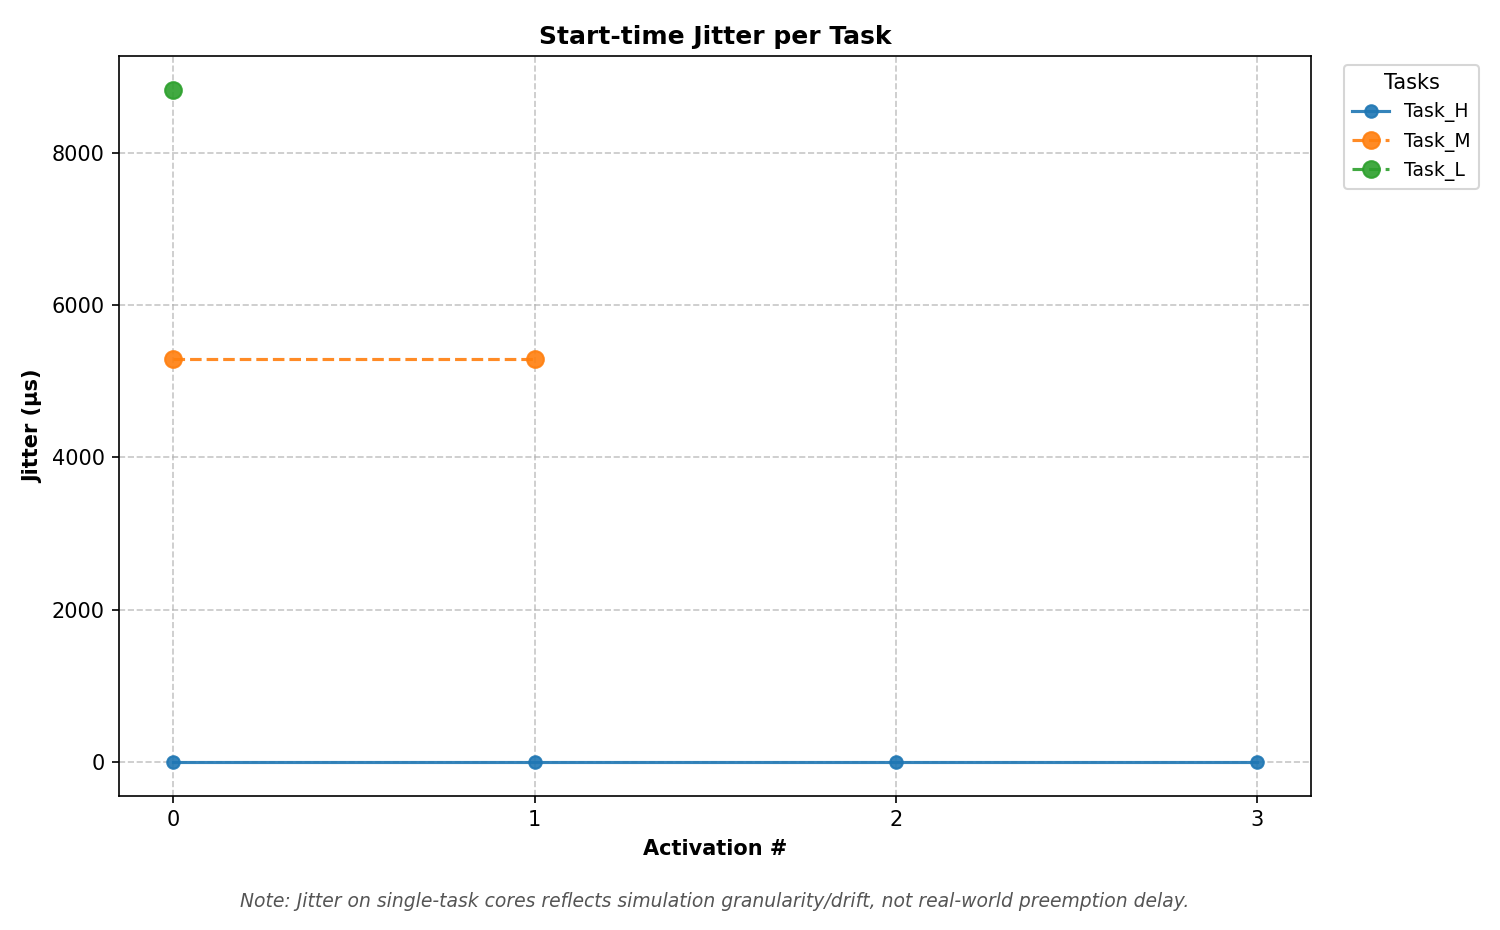 Start-time Jitter per Task
Tasks
Task_H
Task_M
Task_L
Jitter (µs)
8000
6000
4000
2000
0
0 1 2 3
Activation #
Note: Jitter on single-task cores reflects simulation granularity/drift, not real-world preemption delay.